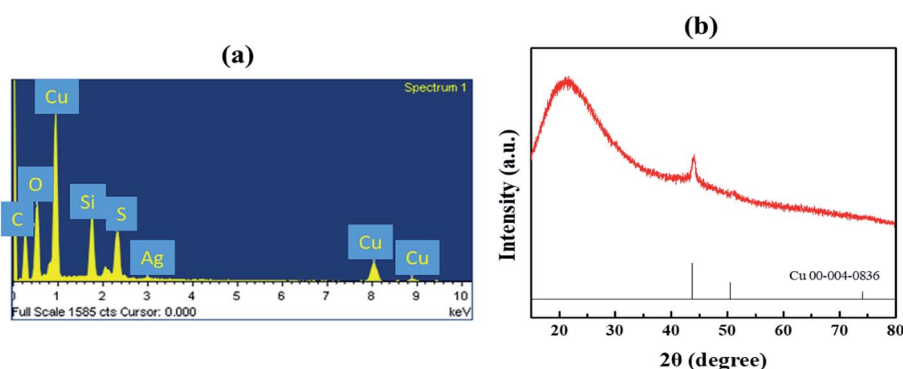 (a)
Spectrum 1
Cu
O
C
Si
S
Ag
Cu
Cu
0 1 2 3 4 5 6 7 8 9 10
Full Scale 1585 cts Cursor: 0.000 keV
(b)
Intensity (a.u.)
Cu 00-004-0836
20 30 40 50 60 70 80
2θ (degree)